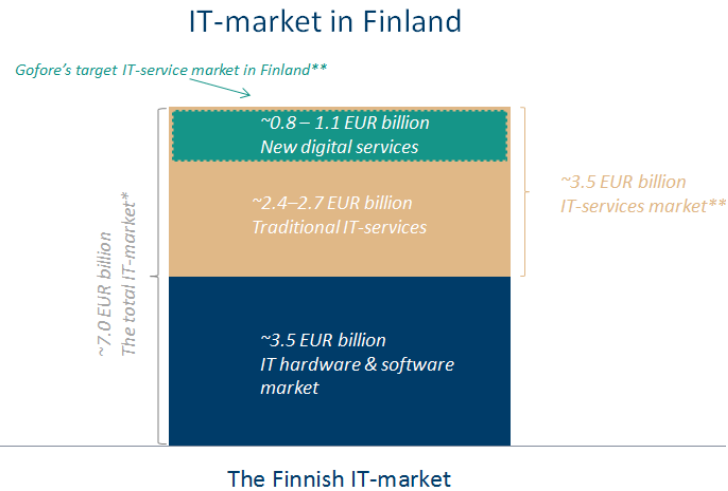 IT-market in Finland
Gofore's target IT-service market in Finland**
~0.8 – 1.1 EUR billion
New digital services
~2.4–2.7 EUR billion
Traditional IT-services
~3.5 EUR billion
IT-services market**
~7.0 EUR billion
The total IT-market*
~3.5 EUR billion
IT hardware & software
market
The Finnish IT-market